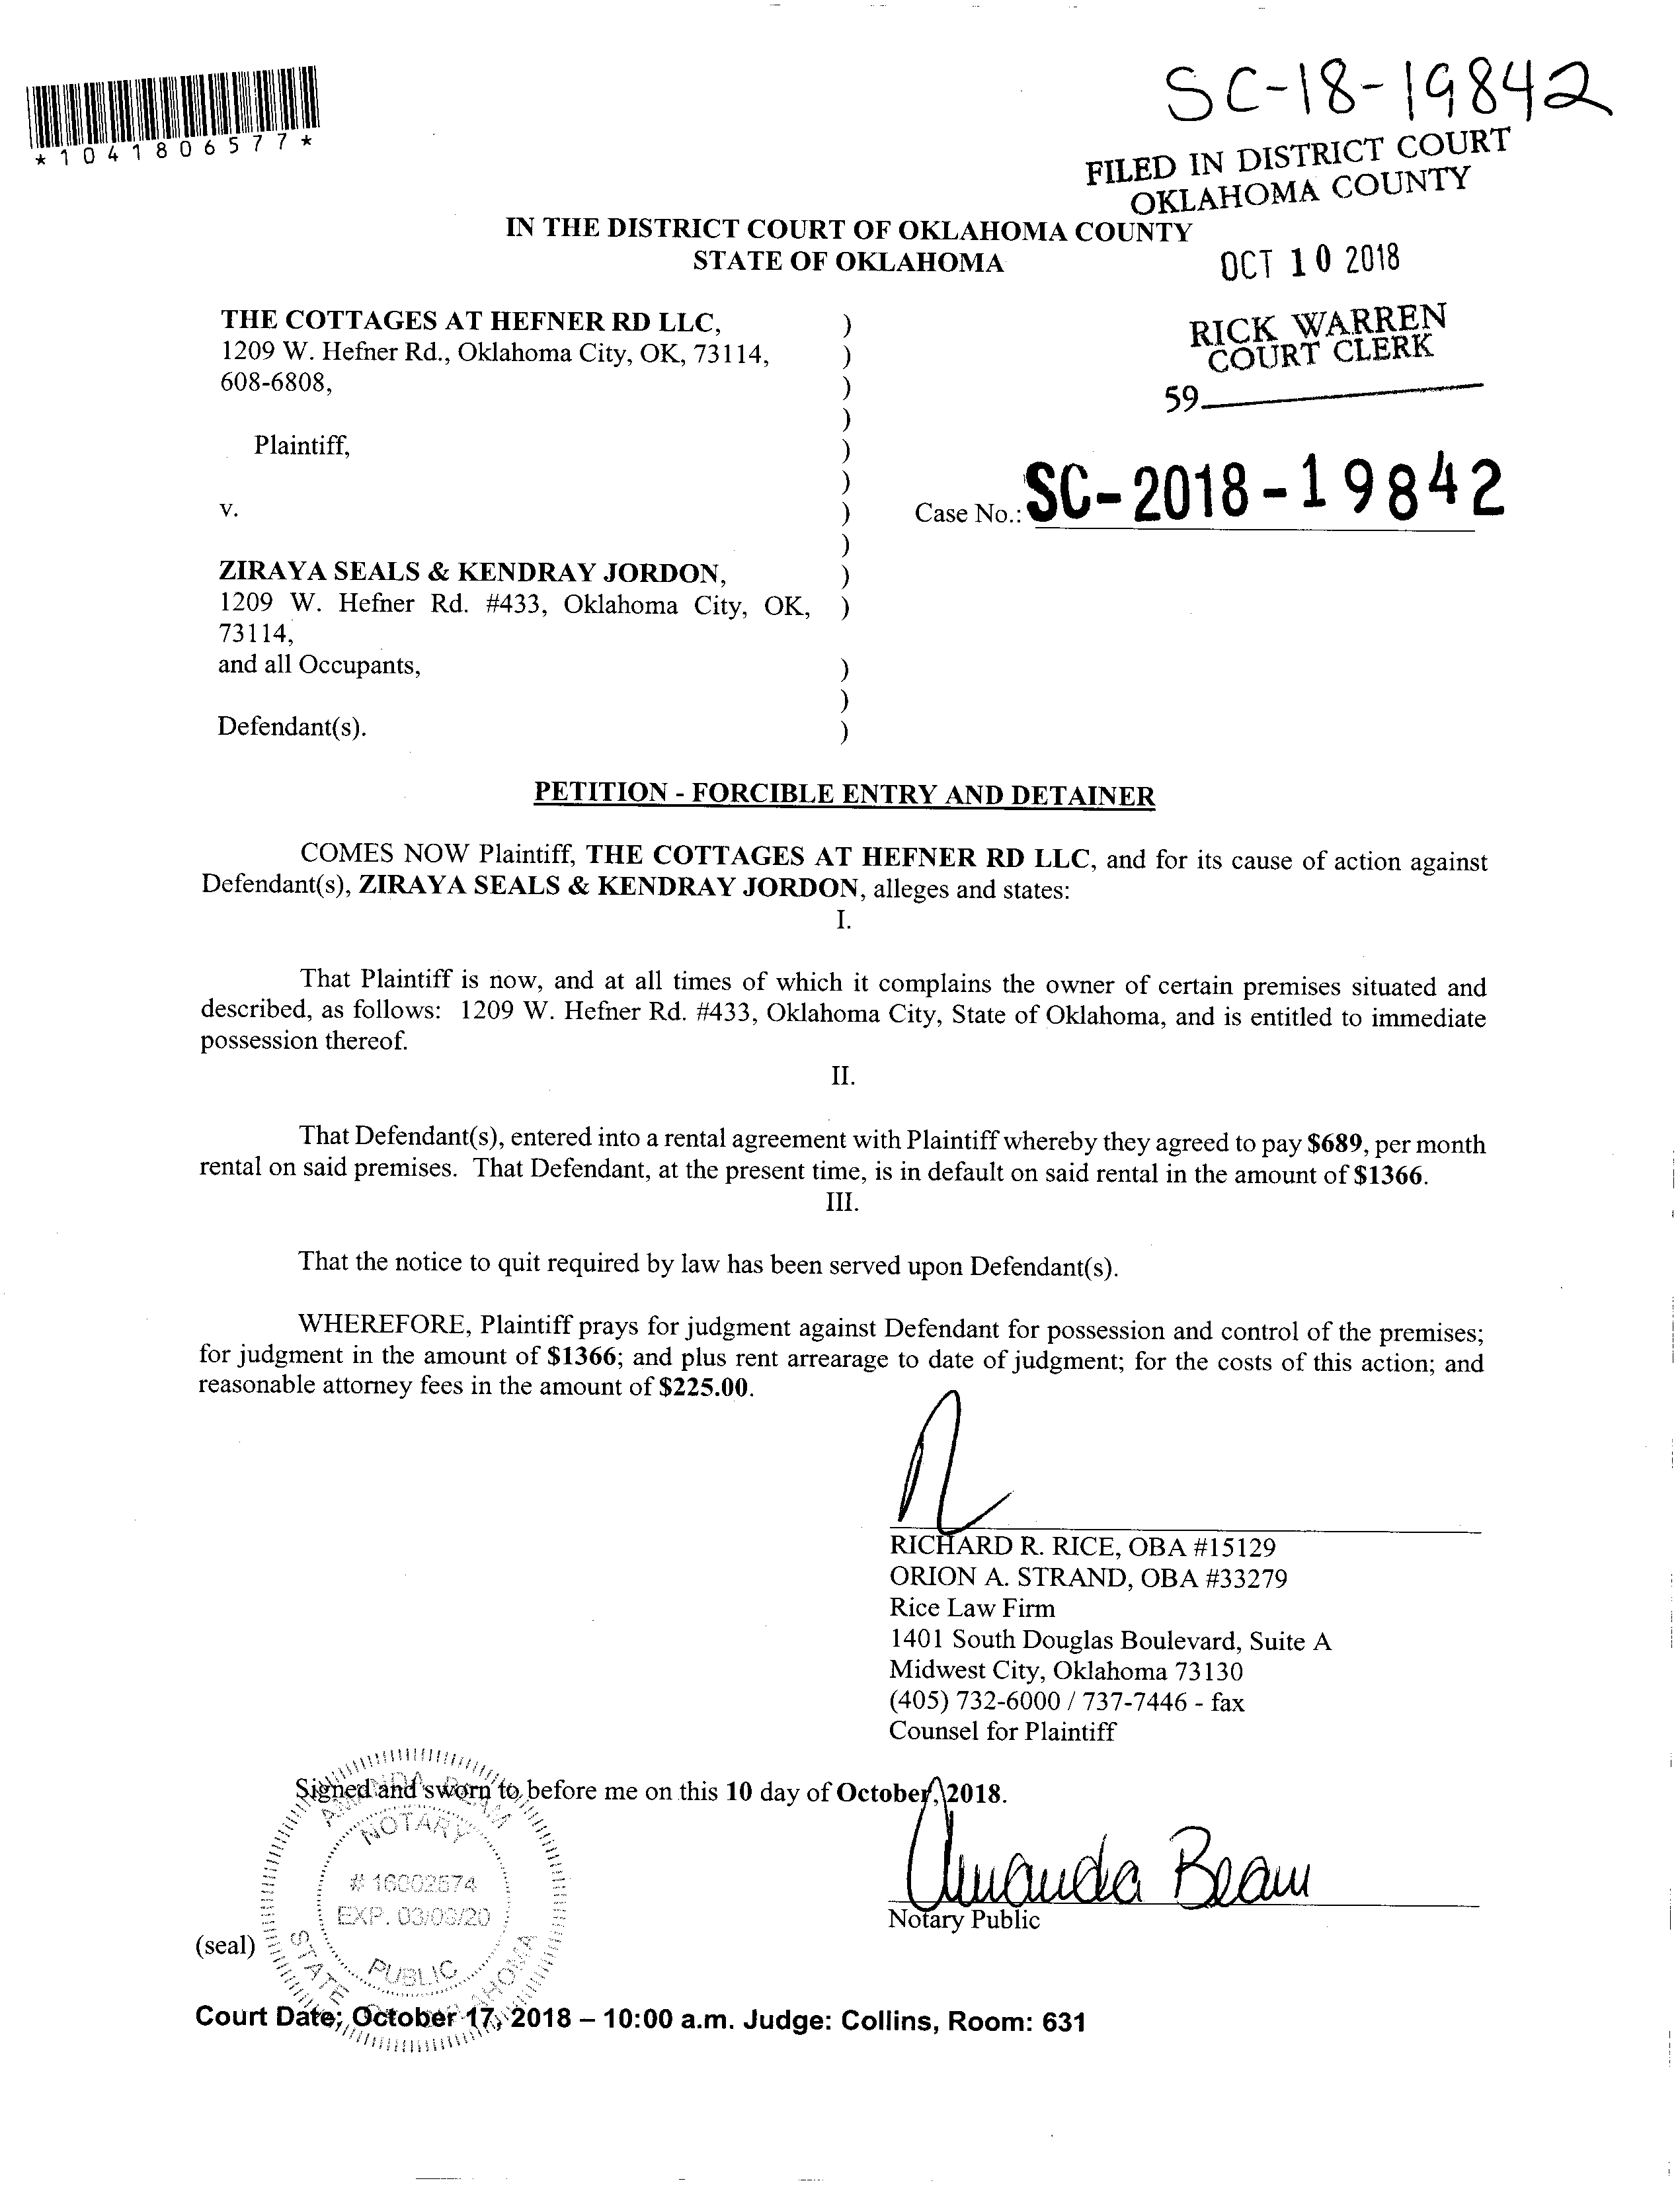 SC-18-19842
*1041806577*
FILED IN DISTRICT COURT
OKLAHOMA COUNTY
IN THE DISTRICT COURT OF OKLAHOMA COUNTY
STATE OF OKLAHOMA
OCT 10 2018
RICK WARREN
COURT CLERK
59
THE COTTAGES AT HEFNER RD LLC, )
1209 W. Hefner Rd., Oklahoma City, OK, 73114, )
608-6808, )
)
Plaintiff, )
)
v. )
Case No.: SC-2018-19842
)
ZIRAYA SEALS & KENDRAY JORDON, )
1209 W. Hefner Rd. #433, Oklahoma City, OK, )
73114,
and all Occupants, )
)
Defendant(s). )
PETITION - FORCIBLE ENTRY AND DETAINER
COMES NOW Plaintiff, THE COTTAGES AT HEFNER RD LLC, and for its cause of action against
Defendant(s), ZIRAYA SEALS & KENDRAY JORDON, alleges and states:
I.
That Plaintiff is now, and at all times of which it complains the owner of certain premises situated and
described, as follows: 1209 W. Hefner Rd. #433, Oklahoma City, State of Oklahoma, and is entitled to immediate
possession thereof.
II.
That Defendant(s), entered into a rental agreement with Plaintiff whereby they agreed to pay $689, per month
rental on said premises. That Defendant, at the present time, is in default on said rental in the amount of $1366.
III.
That the notice to quit required by law has been served upon Defendant(s).
WHEREFORE, Plaintiff prays for judgment against Defendant for possession and control of the premises;
for judgment in the amount of $1366; and plus rent arrearage to date of judgment; for the costs of this action; and
reasonable attorney fees in the amount of $225.00.
RICHARD R. RICE, OBA #15129
ORION A. STRAND, OBA #33279
Rice Law Firm
1401 South Douglas Boulevard, Suite A
Midwest City, Oklahoma 73130
(405) 732-6000 / 737-7446 - fax
Counsel for Plaintiff
Signed and sworn to before me on this 10 day of October, 2018.
AMANDA BEAM
NOTARY
# 16002574
EXP. 03/03/20
PUBLIC
STATE OF OKLAHOMA
Amanda Beam
Notary Public
(seal)
Court Date; October 17, 2018 – 10:00 a.m. Judge: Collins, Room: 631